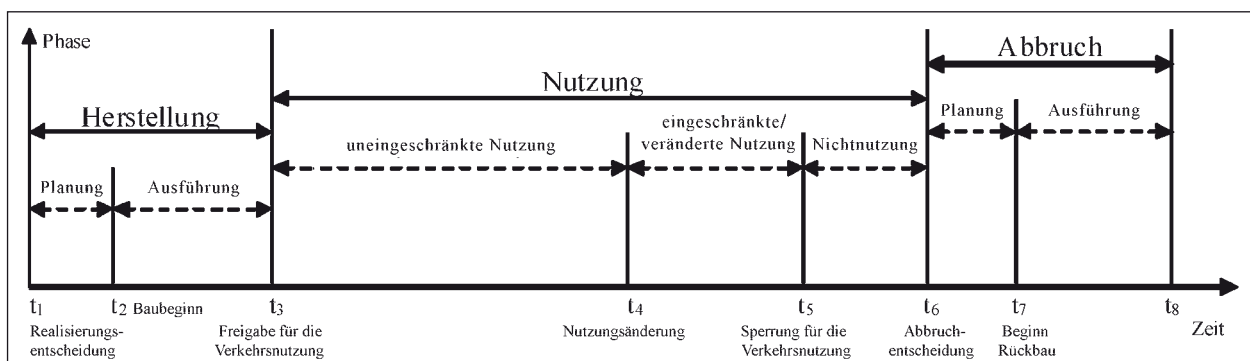 Phase
Abbruch
Nutzung
Planung
Ausführung
Herstellung
eingeschränkte/
uneingeschränkte Nutzung
veränderte Nutzung
Nichtnutzung
Planung
Ausführung
t1
t2 Baubeginn
t3
t4
t5
t6
t7
t8
Zeit
Realisierungs-
entscheidung
Freigabe für die
Verkehrsnutzung
Nutzungsänderung
Sperrung für die
Verkehrsnutzung
Abbruch-
entscheidung
Beginn
Rückbau